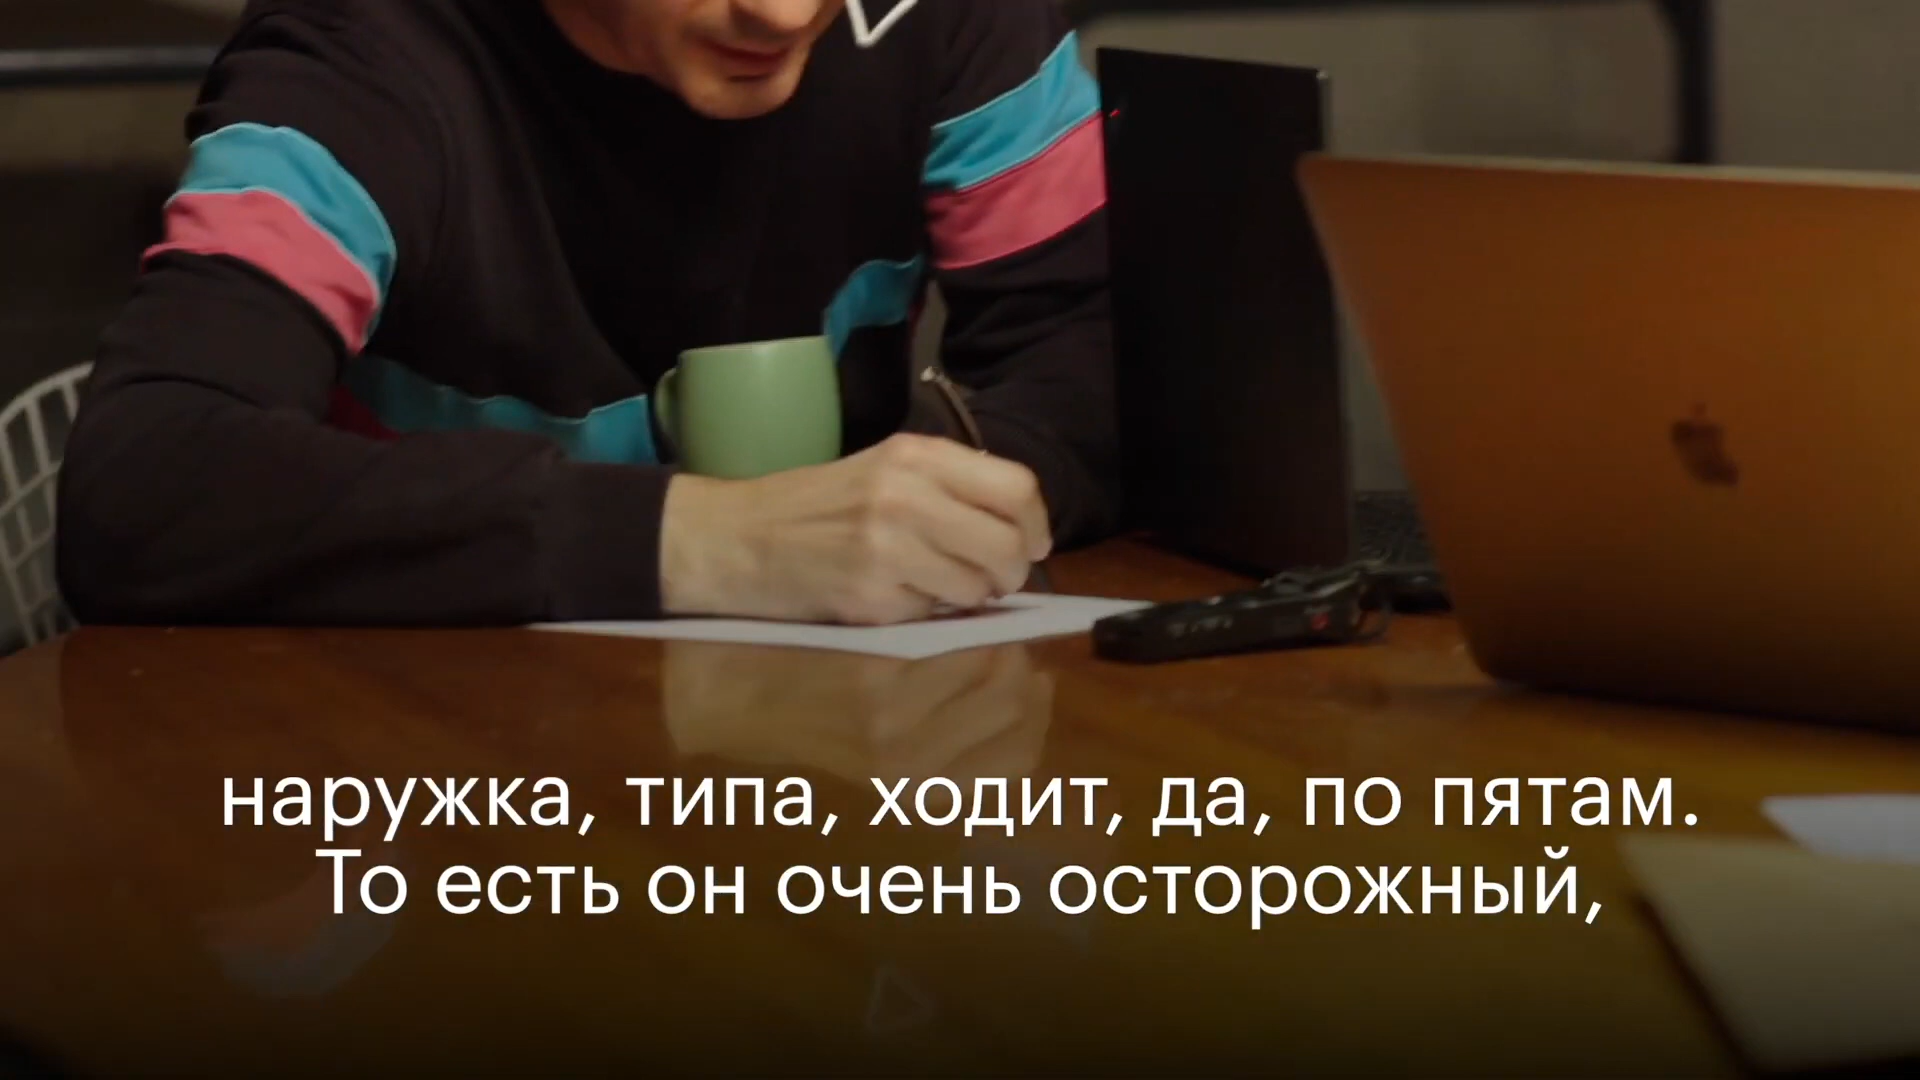 наружка, типа, ходит, да, по пятам.
То есть он очень осторожный,